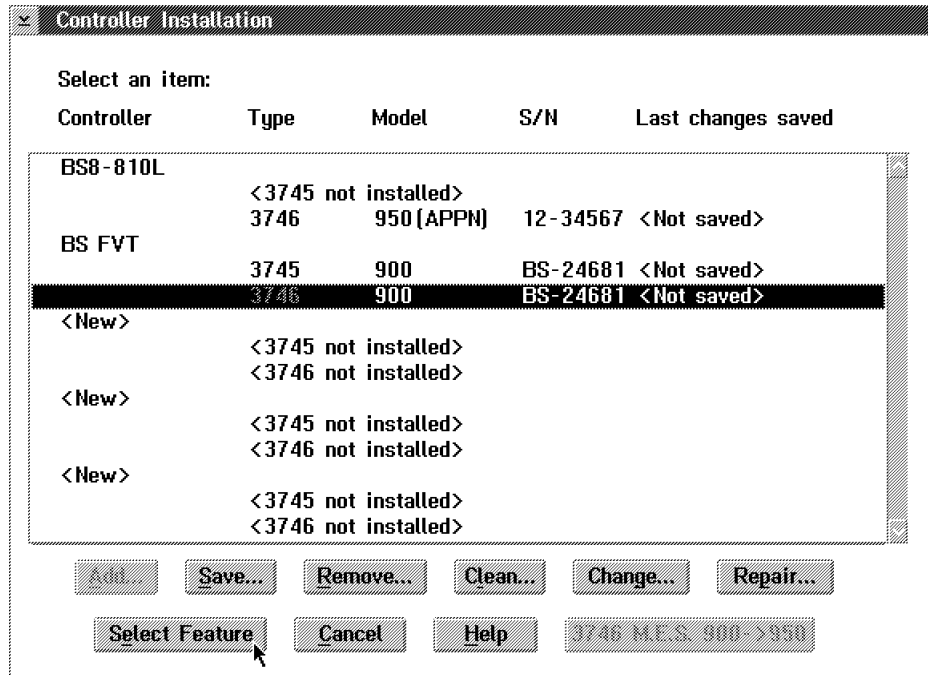 Controller Installation
Select an item:
Controller Type Model S/N Last changes saved
BS8-810L
<3745 not installed>
3746 950(APPN) 12-34567 <Not saved>
BS FVT
3745 900 BS-24681 <Not saved>
3746 900 BS-24681 <Not saved>
<New>
<3745 not installed>
<3746 not installed>
<New>
<3745 not installed>
<3746 not installed>
<New>
<3745 not installed>
<3746 not installed>
Add... Save... Remove... Clean... Change... Repair...
Select Feature Cancel Help 3746 M.E.S. 900->950